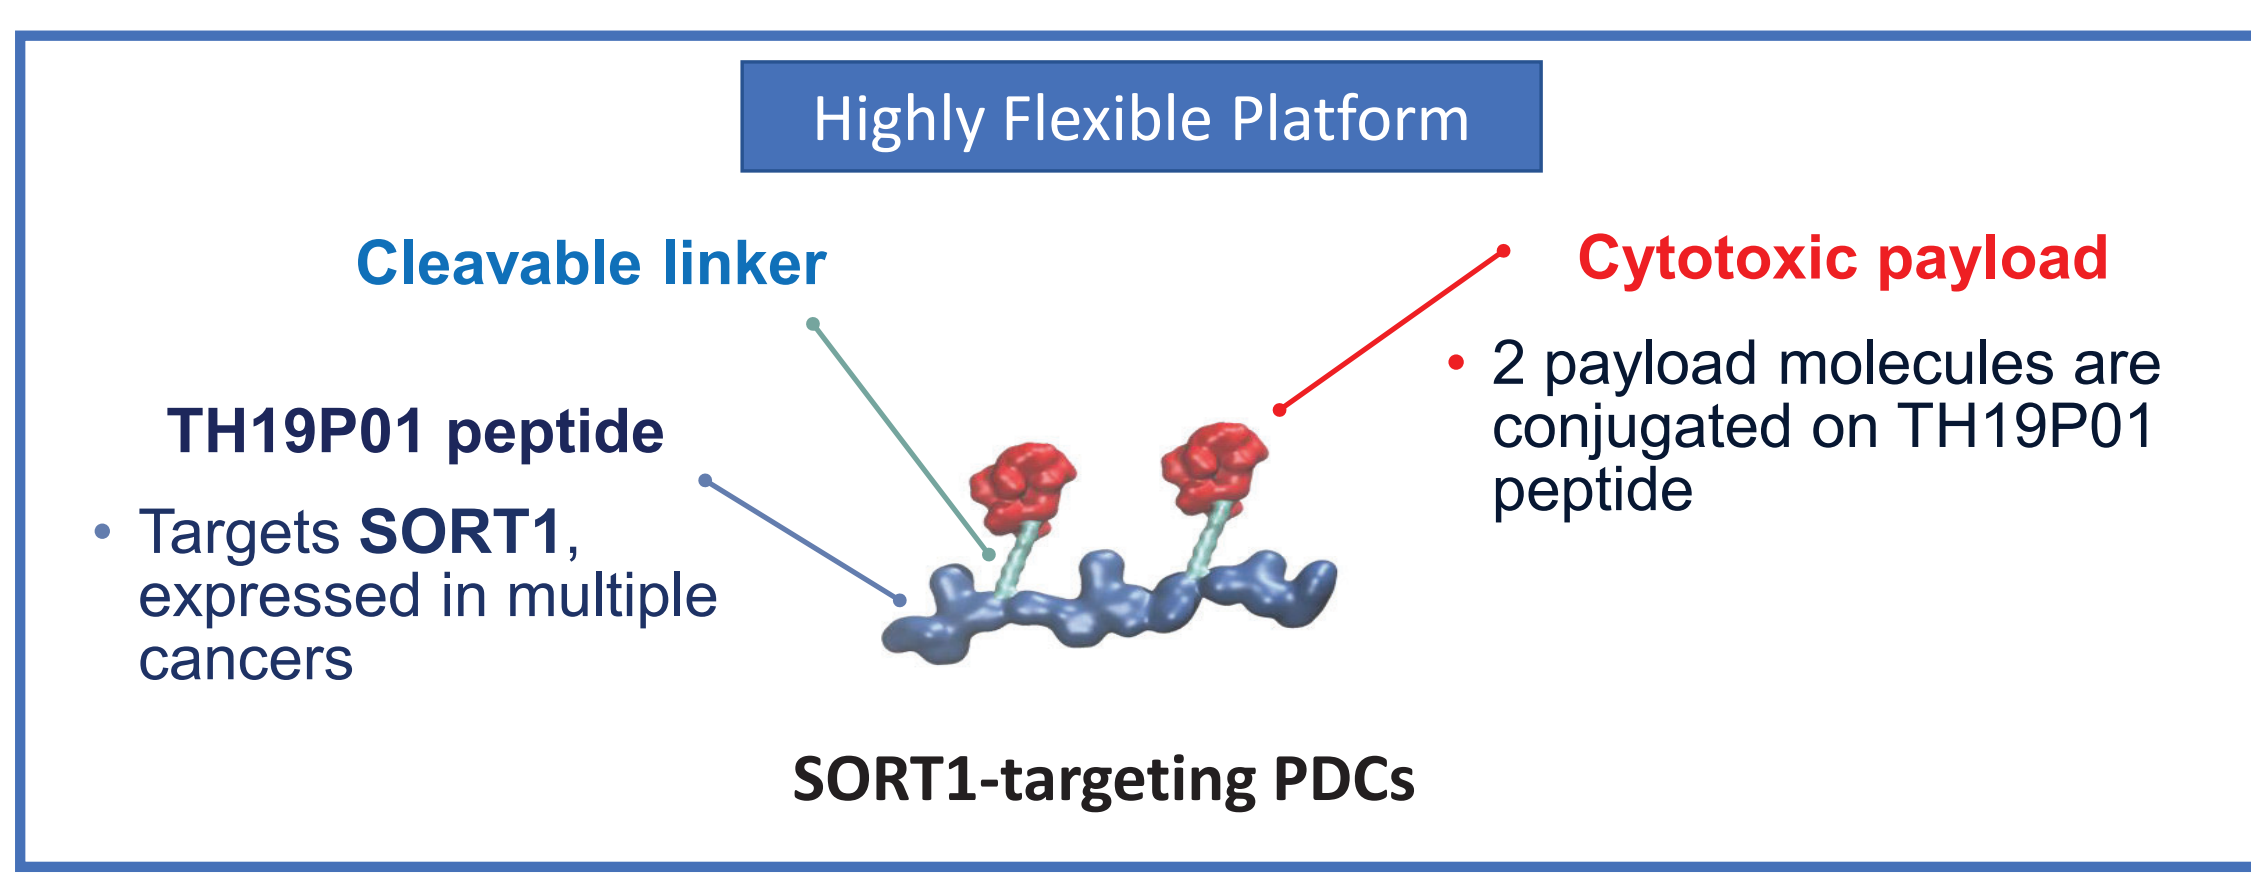 Highly Flexible Platform
Cleavable linker
TH19P01 peptide
• Targets SORT1,
expressed in multiple
cancers
Cytotoxic payload
• 2 payload molecules are
conjugated on TH19P01
peptide
SORT1-targeting PDCs